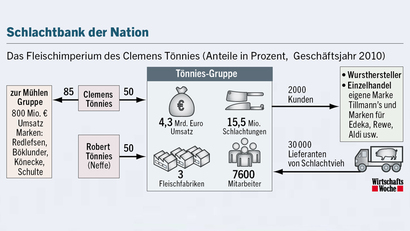 Schlachtbank der Nation
Das Fleischimperium des Clemens Tönnies (Anteile in Prozent, Geschäftsjahr 2010)
zur Mühlen
Gruppe
800 Mio. €
Umsatz
Marken:
Redlefsen,
Böklunder,
Könecke,
Schulte
85
Clemens
Tönnies
50
Robert
Tönnies
(Neffe)
50
Tönnies-Gruppe
€
4,3 Mrd. Euro
Umsatz
15,5 Mio.
Schlachtungen
3
Fleischfabriken
7600
Mitarbeiter
2000
Kunden
• Wursthersteller
• Einzelhandel
eigene Marke
Tillmann's und
Marken für
Edeka, Rewe,
Aldi usw.
30 000
Lieferanten
von Schlachtvieh
Wirtschafts
Woche